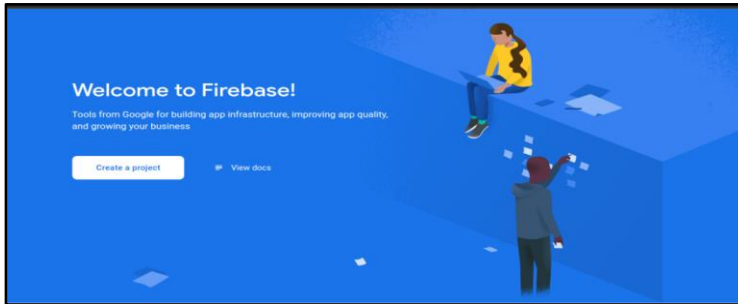 Welcome to Firebase!
Tools from Google for building app infrastructure, improving app quality,
and growing your business
Create a project
View docs